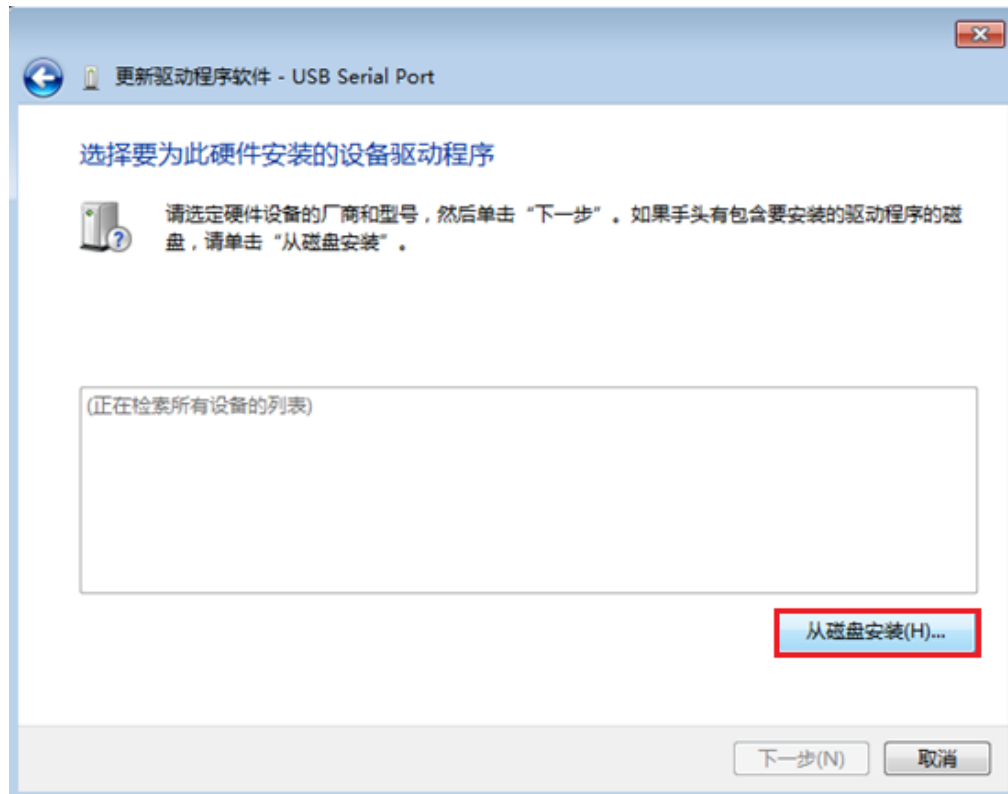 更新驱动程序软件 - USB Serial Port
选择要为此硬件安装的设备驱动程序
请选定硬件设备的厂商和型号，然后单击“下一步”。如果手头有包含要安装的驱动程序的磁
盘，请单击“从磁盘安装”。
(正在检索所有设备的列表)
从磁盘安装(H)...
下一步(N)
取消